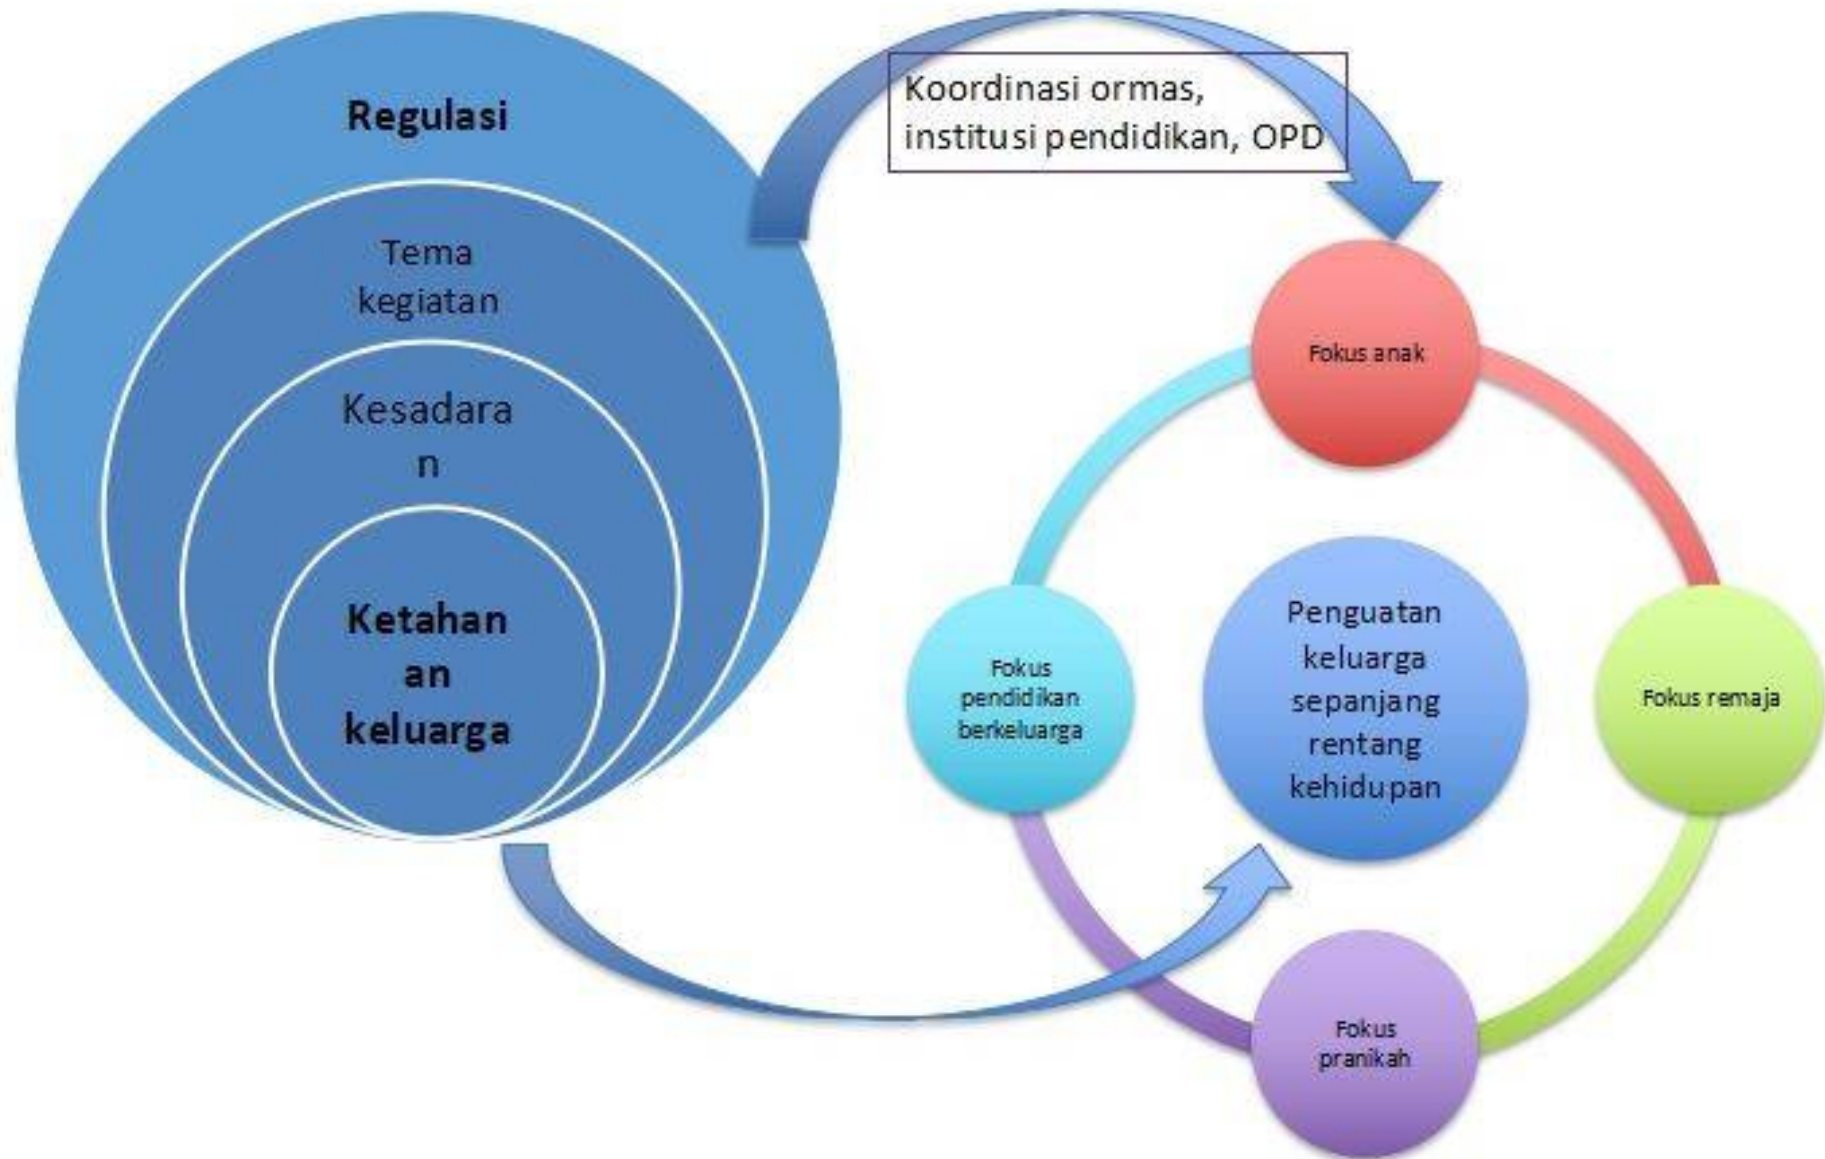 Regulasi
Tema
kegiatan
Kesadara
n
Ketahan
an
keluarga
Koordinasi ormas,
institusi pendidikan, OPD
Fokus anak
Fokus remaja
Fokus
pranikah
Fokus
pendidikan
berkeluarga
Penguatan
keluarga
sepanjang
rentang
kehidupan